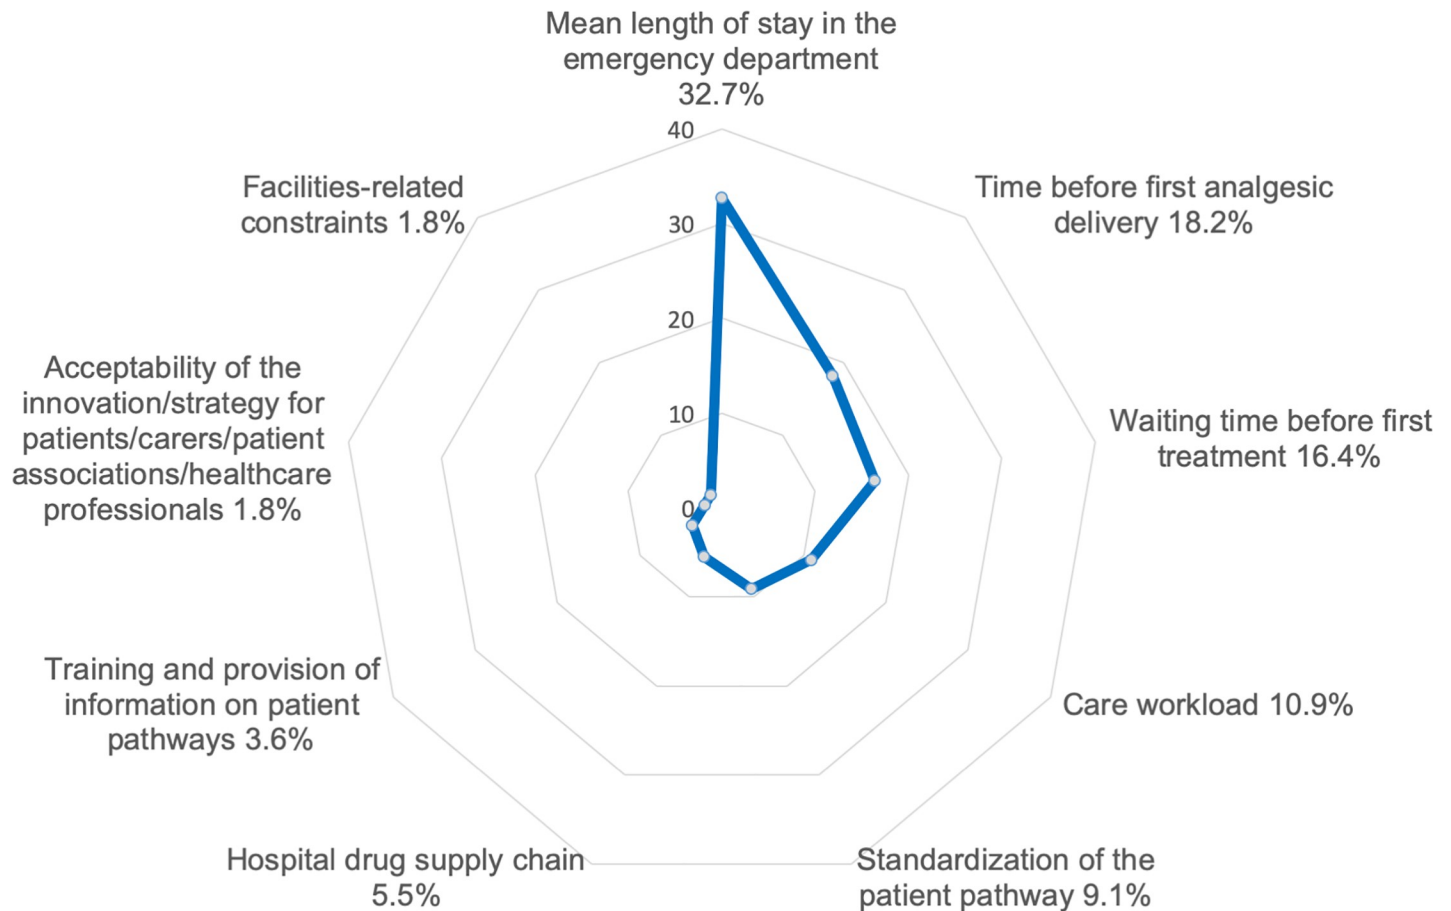 Mean length of stay in the
emergency department
32.7%
40
30
20
10
0
Time before first analgesic
delivery 18.2%
Waiting time before first
treatment 16.4%
Care workload 10.9%
Standardization of the
patient pathway 9.1%
Hospital drug supply chain
5.5%
Training and provision of
information on patient
pathways 3.6%
Acceptability of the
innovation/strategy for
patients/carers/patient
associations/healthcare
professionals 1.8%
Facilities-related
constraints 1.8%